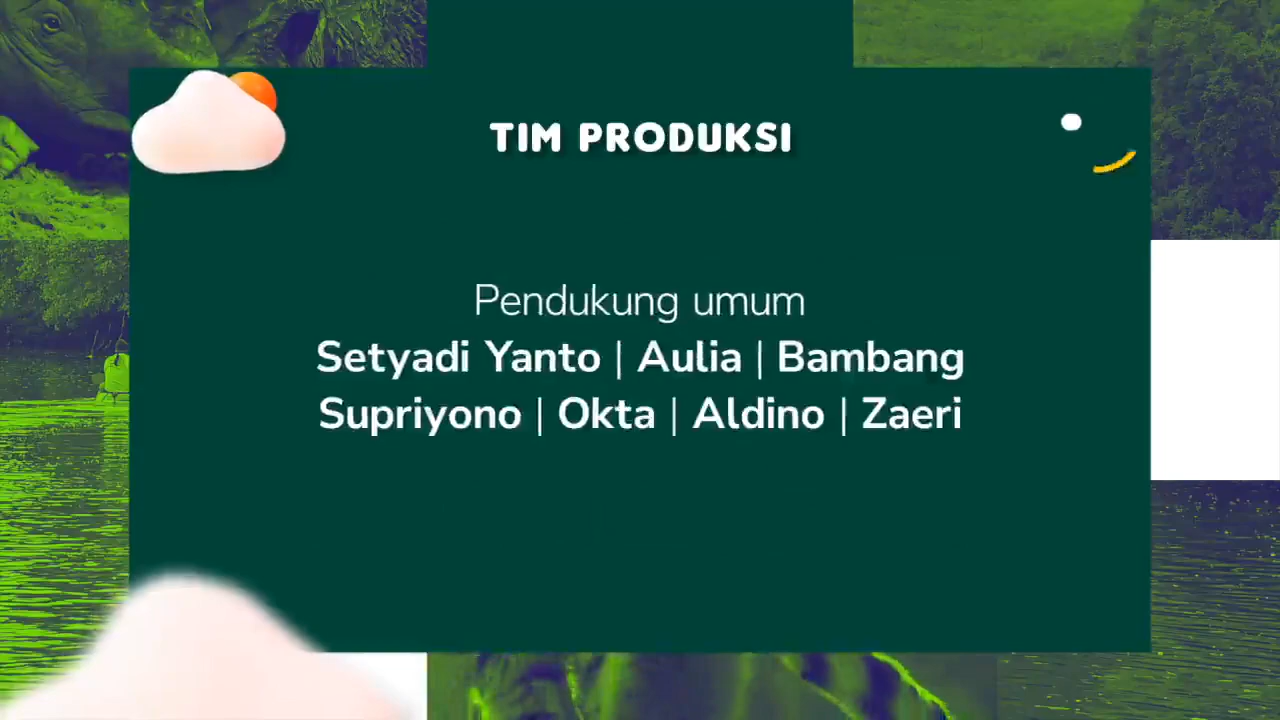 TIM PRODUKSI
Pendukung umum
Setyadi Yanto | Aulia | Bambang
Supriyono | Okta | Aldino | Zaeri